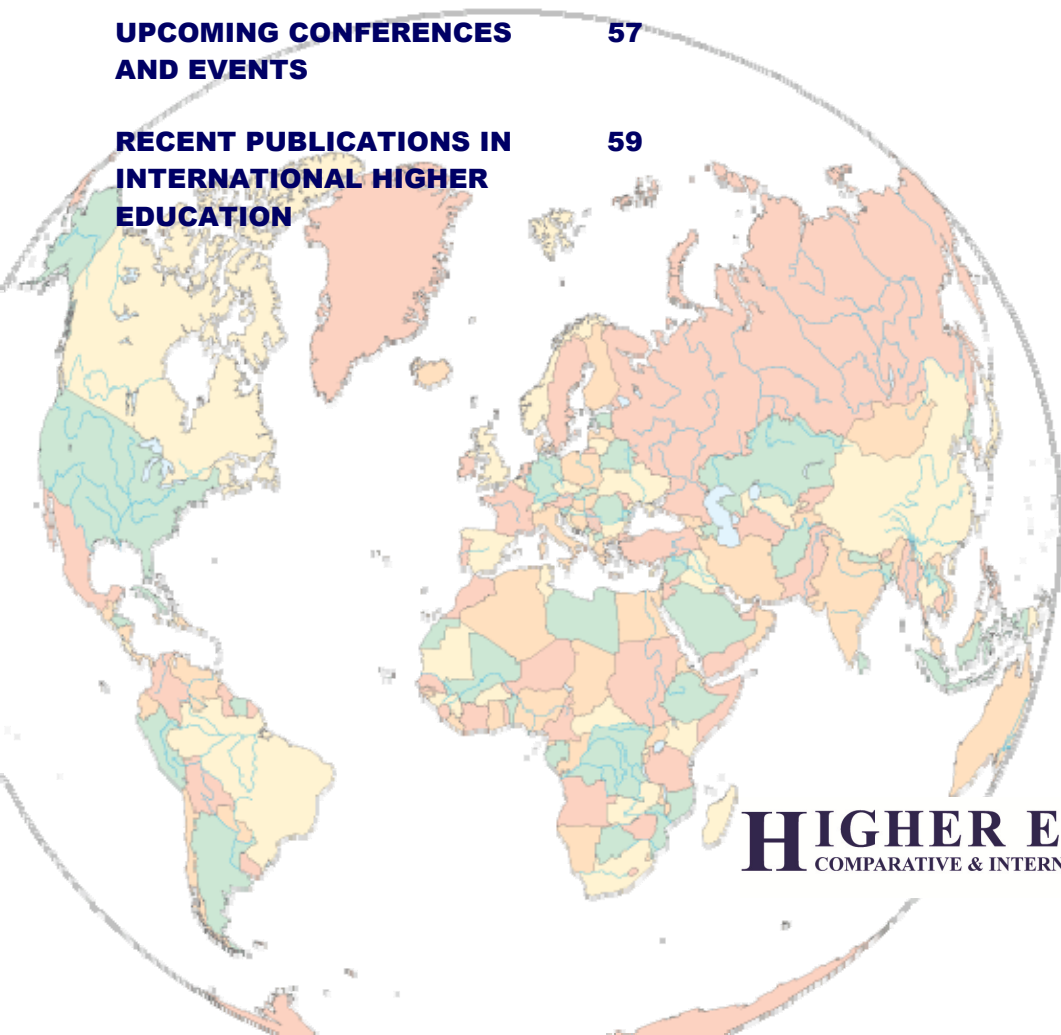 UPCOMING CONFERENCES 57
AND EVENTS
RECENT PUBLICATIONS IN 59
INTERNATIONAL HIGHER
EDUCATION
HIGHER E
COMPARATIVE & INTERN